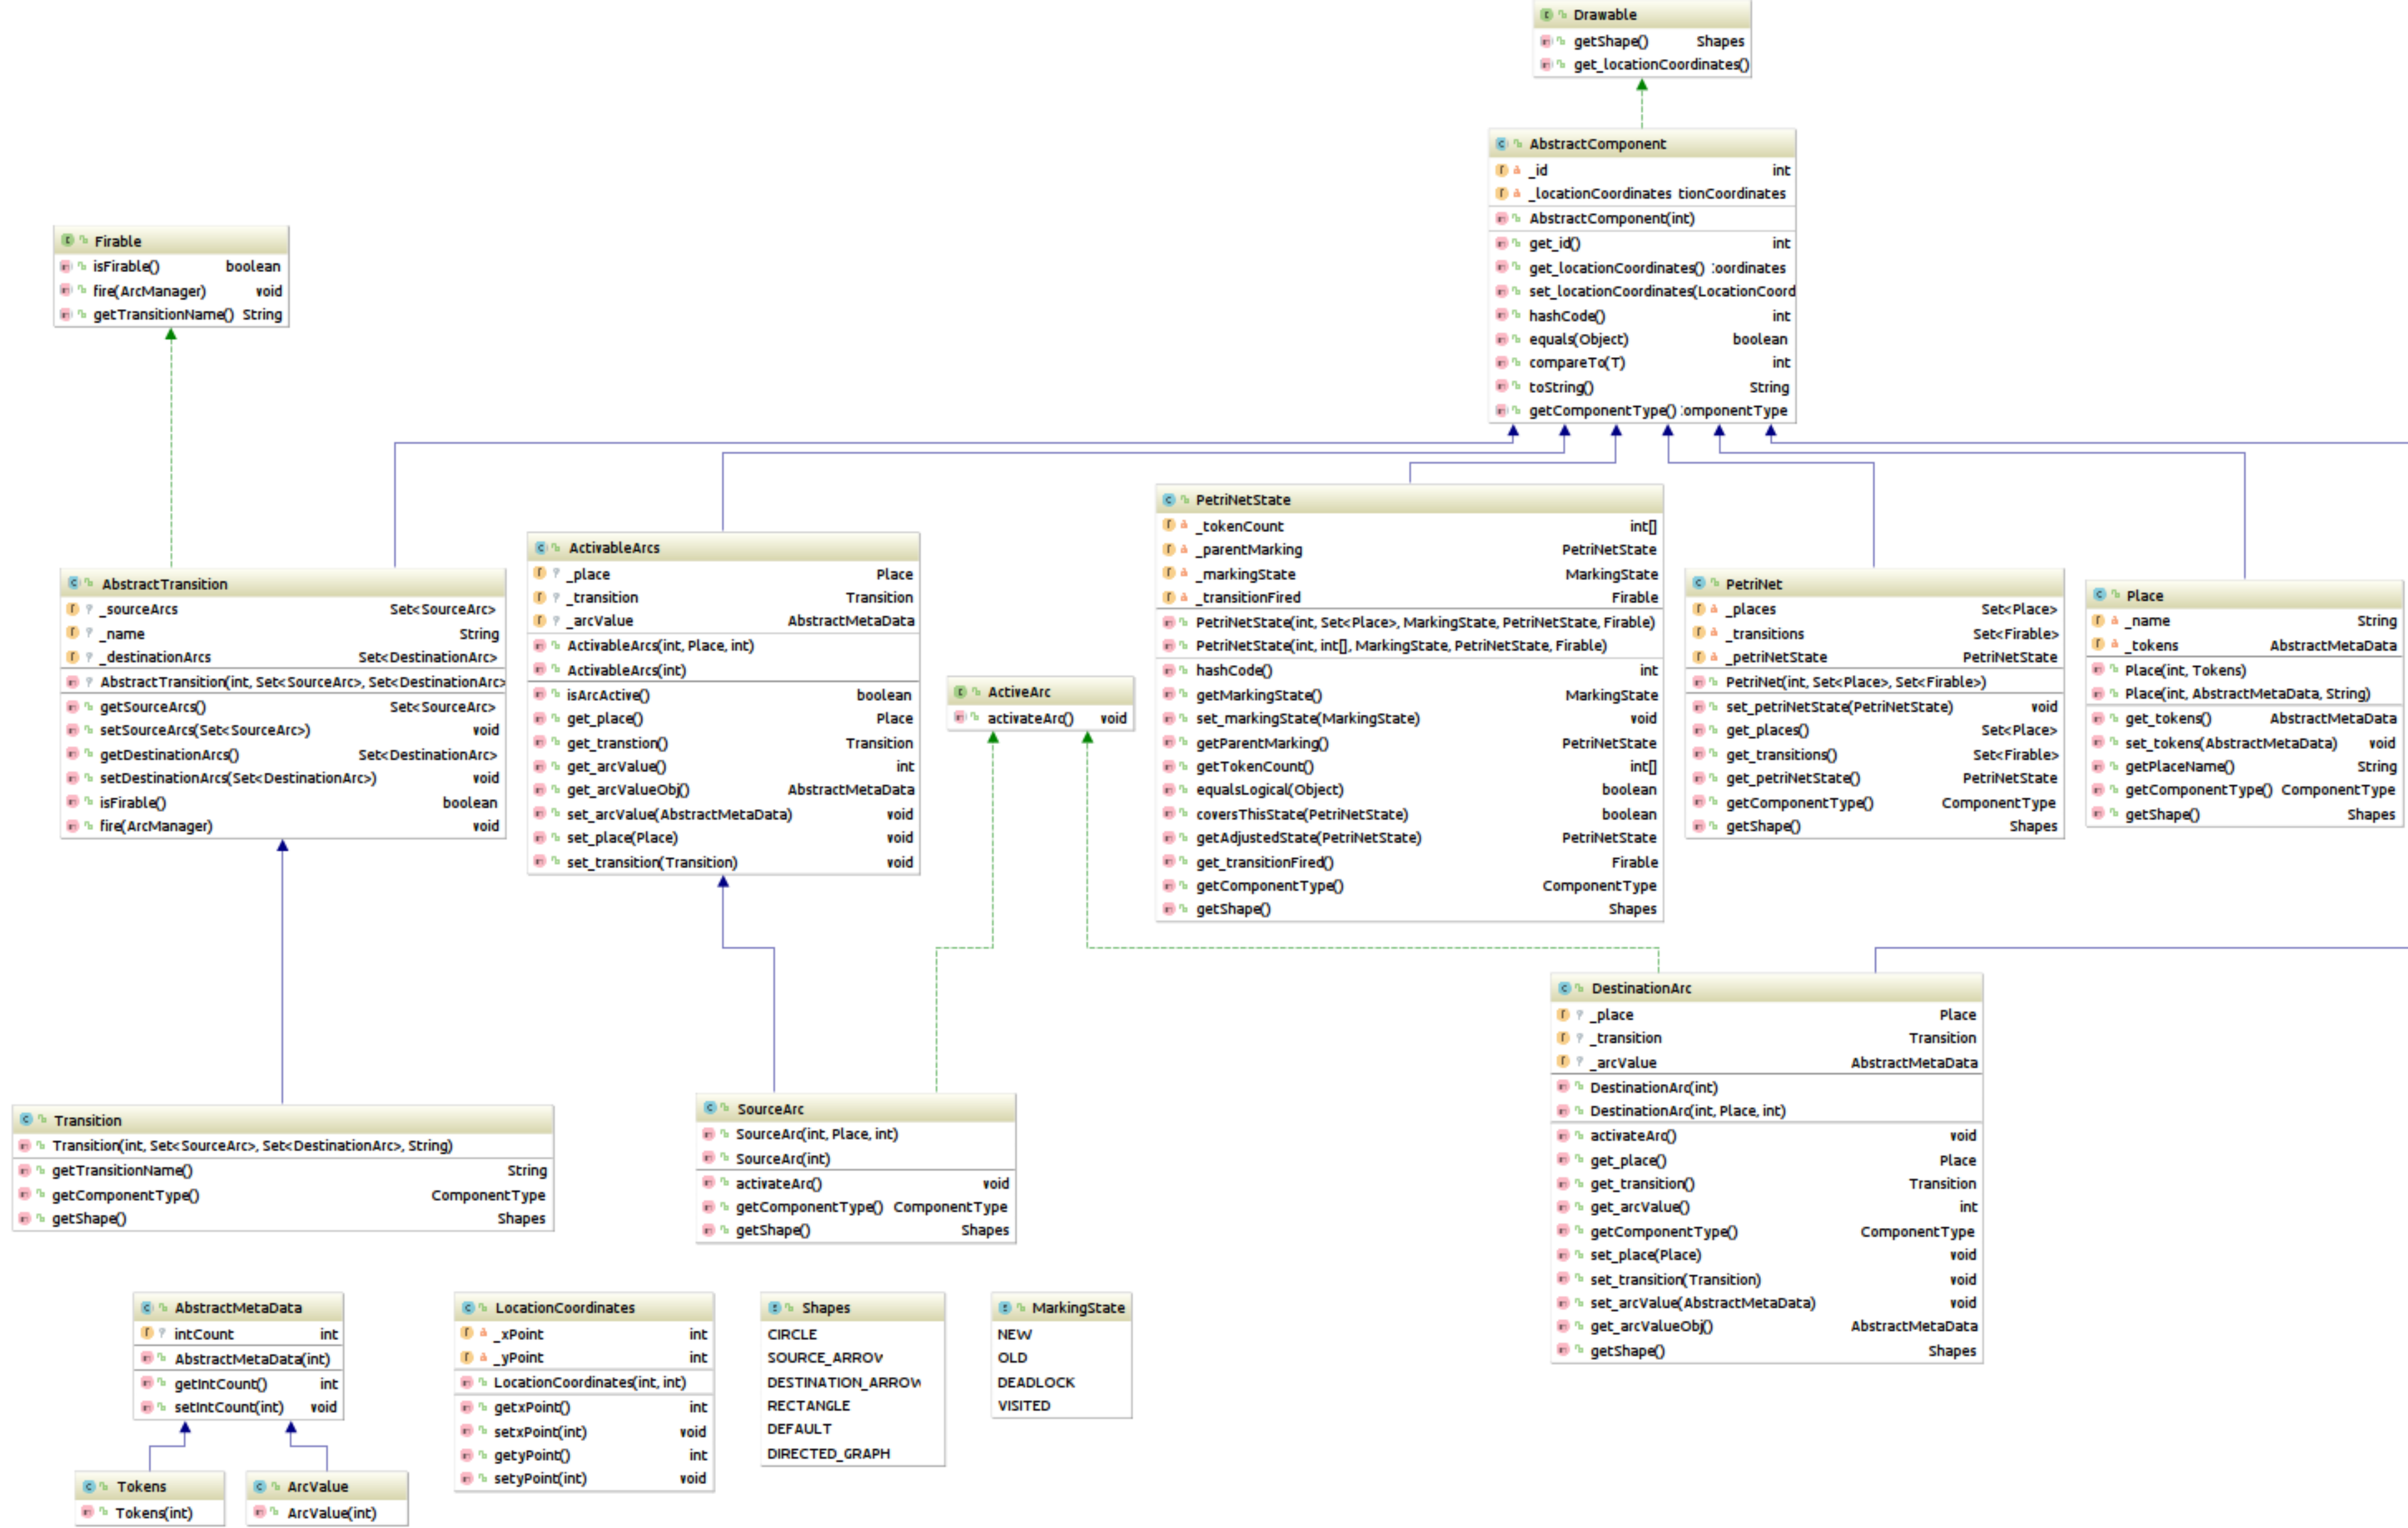 Drawable
getShape() Shapes
get_locationCoordinates()
AbstractComponent
_id int
_locationCoordinates tionCoordinates
AbstractComponent(int)
get_id() int
get_locationCoordinates() :oordinates
set_locationCoordinates(LocationCoord
hashCode() int
equals(Object) boolean
compareTo(T) int
toString() String
getComponentType() :omponentType
Firable
isFirable() boolean
fire(ArcManager) void
getTransitionName() String
AbstractTransition
_sourceArcs Set<SourceArc>
_name String
_destinationArcs Set<DestinationArc>
AbstractTransition(int, Set<SourceArc>, Set<DestinationArc>
getSourceArcs() Set<SourceArc>
setSourceArcs(Set<SourceArc>) void
getDestinationArcs() Set<DestinationArc>
setDestinationArcs(Set<DestinationArc>) void
isFirable() boolean
fire(ArcManager) void
ActivableArcs
_place Place
_transition Transition
_arcValue AbstractMetaData
ActivableArcs(int, Place, int)
ActivableArcs(int)
isArcActive() boolean
get_place() Place
get_transtion() Transition
get_arcValue() int
get_arcValueObj() AbstractMetaData
set_arcValue(AbstractMetaData) void
set_place(Place) void
set_transition(Transition) void
ActiveArc
activateArc() void
PetriNetState
_tokenCount int[]
_parentMarking PetriNetState
_markingState MarkingState
_transitionFired Firable
PetriNetState(int, Set<Place>, MarkingState, PetriNetState, Firable)
PetriNetState(int, int[], MarkingState, PetriNetState, Firable)
hashCode() int
getMarkingState() MarkingState
set_markingState(MarkingState) void
getParentMarking() PetriNetState
getTokenCount() int[]
equalsLogical(Object) boolean
coversThisState(PetriNetState) boolean
getAdjustedState(PetriNetState) PetriNetState
get_transitionFired() Firable
getComponentType() ComponentType
getShape() Shapes
PetriNet
_places Set<Place>
_transitions Set<Firable>
_petriNetState PetriNetState
PetriNet(int, Set<Place>, Set<Firable>)
set_petriNetState(PetriNetState) void
get_places() Set<Place>
get_transitions() Set<Firable>
get_petriNetState() PetriNetState
getComponentType() ComponentType
getShape() Shapes
Place
_name String
_tokens AbstractMetaData
Place(int, Tokens)
Place(int, AbstractMetaData, String)
get_tokens() AbstractMetaData
set_tokens(AbstractMetaData) void
getPlaceName() String
getComponentType() ComponentType
getShape() Shapes
Transition
Transition(int, Set<SourceArc>, Set<DestinationArc>, String)
getTransitionName() String
getComponentType() ComponentType
getShape() Shapes
SourceArc
SourceArc(int, Place, int)
SourceArc(int)
activateArc() void
getComponentType() ComponentType
getShape() Shapes
DestinationArc
_place Place
_transition Transition
_arcValue AbstractMetaData
DestinationArc(int)
DestinationArc(int, Place, int)
activateArc() void
get_place() Place
get_transition() Transition
get_arcValue() int
getComponentType() ComponentType
set_place(Place) void
set_transition(Transition) void
set_arcValue(AbstractMetaData) void
get_arcValueObj() AbstractMetaData
getShape() Shapes
AbstractMetaData
intCount int
AbstractMetaData(int)
getIntCount() int
setIntCount(int) void
Tokens
Tokens(int)
ArcValue
ArcValue(int)
LocationCoordinates
_xPoint int
_yPoint int
LocationCoordinates(int, int)
getxPoint() int
setxPoint(int) void
getyPoint() int
setyPoint(int) void
Shapes
CIRCLE
SOURCE_ARROW
DESTINATION_ARROW
RECTANGLE
DEFAULT
DIRECTED_GRAPH
MarkingState
NEW
OLD
DEADLOCK
VISITED